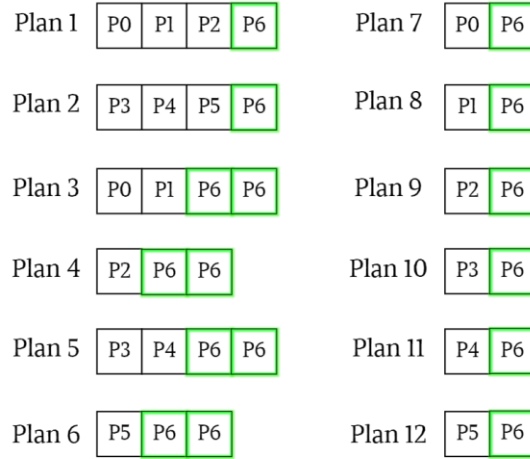 Plan 1 P0 P1 P2 P6
Plan 2 P3 P4 P5 P6
Plan 3 P0 P1 P6 P6
Plan 4 P2 P6 P6
Plan 5 P3 P4 P6 P6
Plan 6 P5 P6 P6
Plan 7 P0 P6
Plan 8 P1 P6
Plan 9 P2 P6
Plan 10 P3 P6
Plan 11 P4 P6
Plan 12 P5 P6